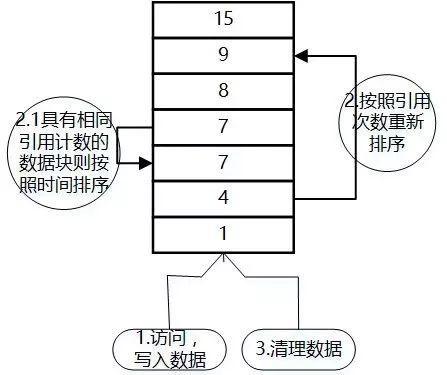 15
9
8
7
7
4
1
2.1具有相同
引用计数的
数据块则按
照时间排序
2.按照引用
次数重新
排序
1.访问，
写入数据
3.清理数据